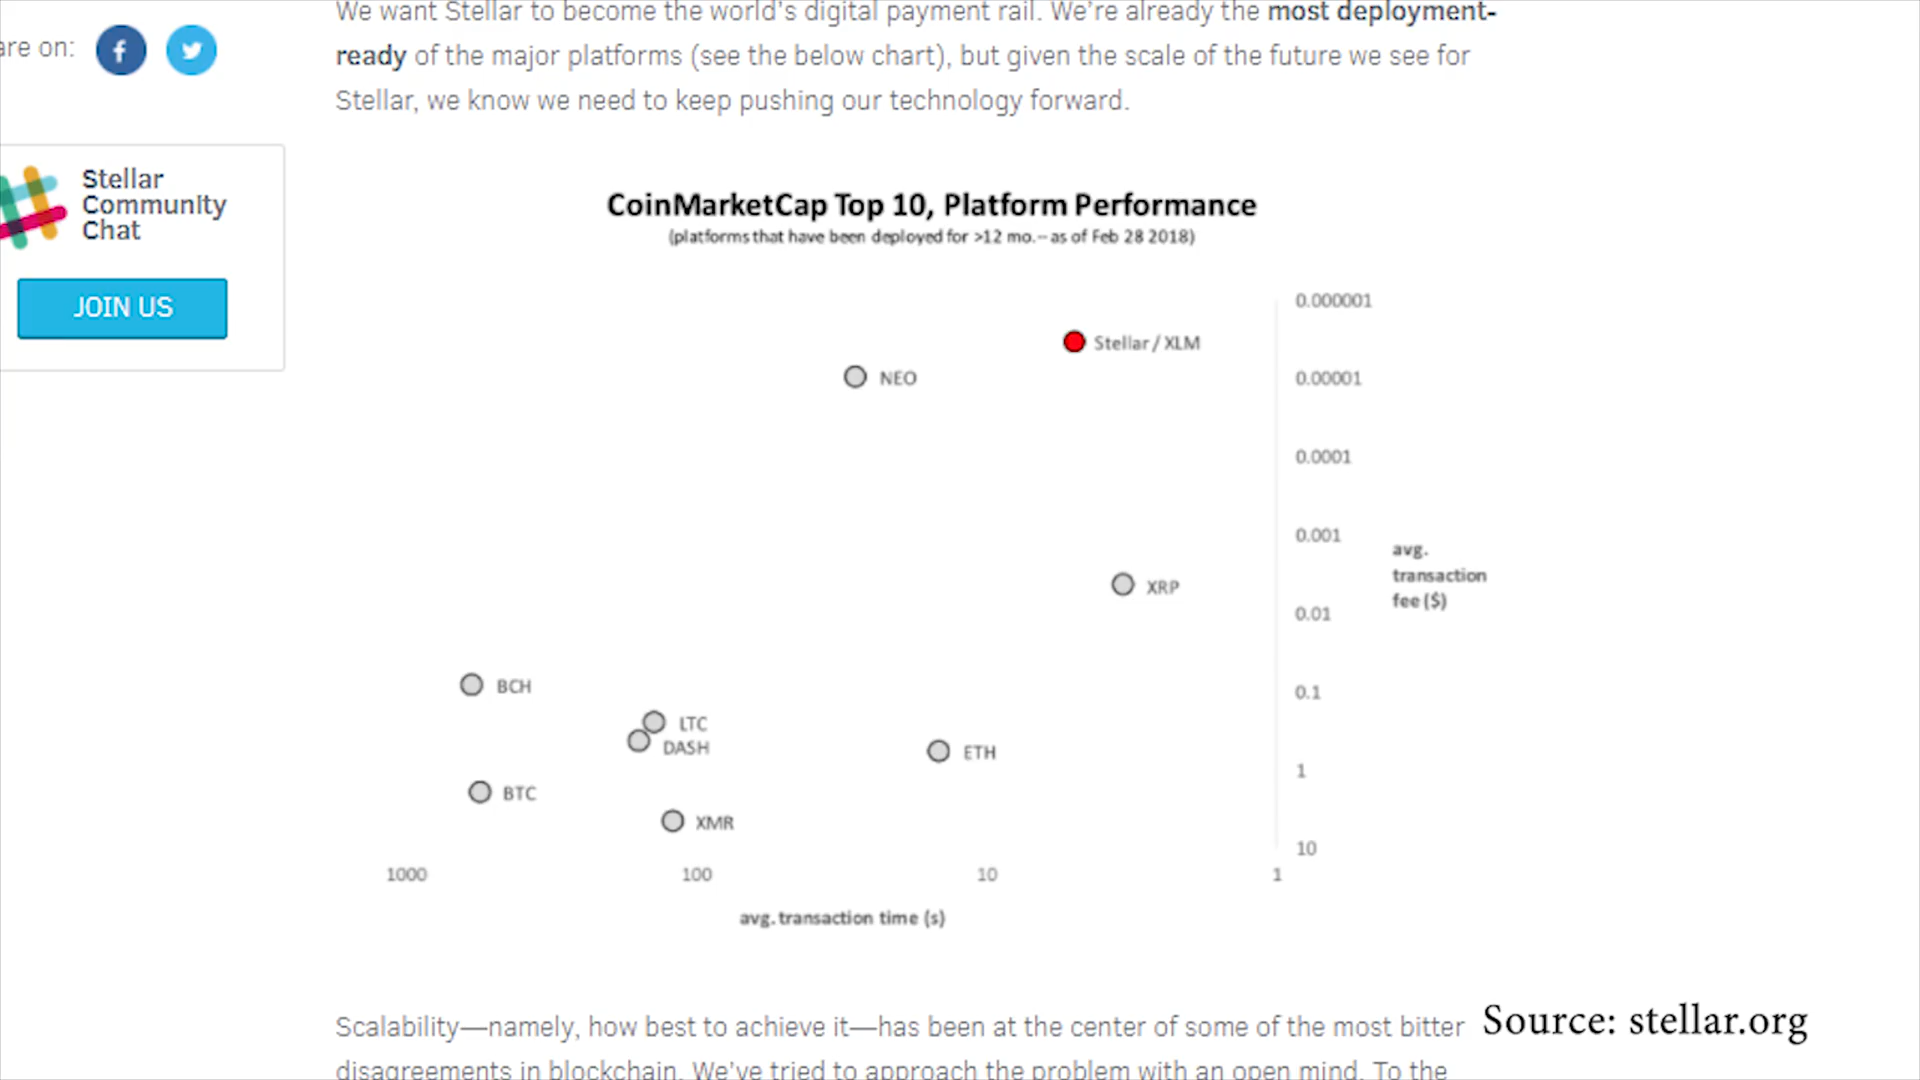 We want Stellar to become the world's digital payment rail. We're already the most deployment-
ready of the major platforms (see the below chart), but given the scale of the future we see for
Stellar, we know we need to keep pushing our technology forward.
are on:
Stellar
Community
Chat
JOIN US
CoinMarketCap Top 10, Platform Performance
(platforms that have been deployed for >12 mo.-- as of Feb 28 2018)
0.000001
Stellar / XLM
NEO
0.00001
0.0001
0.001
avg.
transaction
fee ($)
XRP
0.01
BCH
0.1
LTC
DASH
ETH
1
BTC
XMR
10
1000
100
10
1
avg. transaction time (s)
Scalability—namely, how best to achieve it—has been at the center of some of the most bitter
Source: stellar.org
disagreements in blockchain. We've tried to approach the problem with an open mind. To the